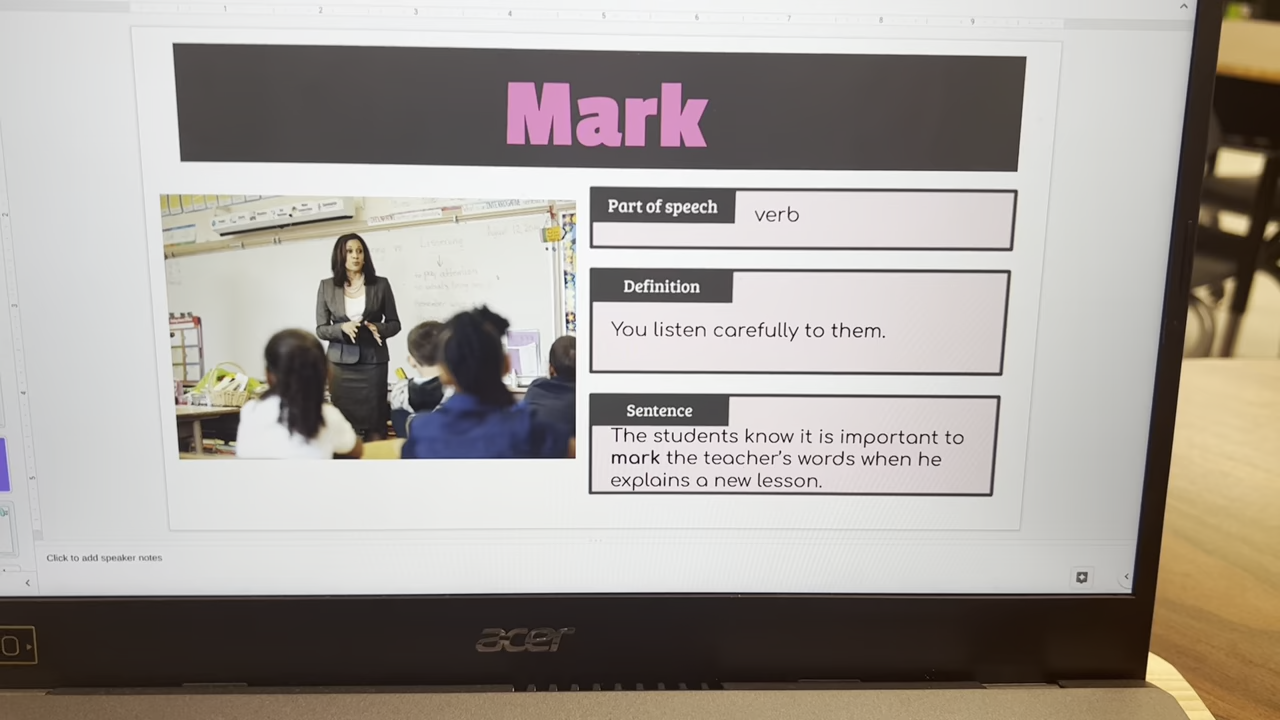 Mark
Part of speech
verb
Definition
You listen carefully to them.
Sentence
The students know it is important to
mark the teacher's words when he
explains a new lesson.
Click to add speaker notes
acer